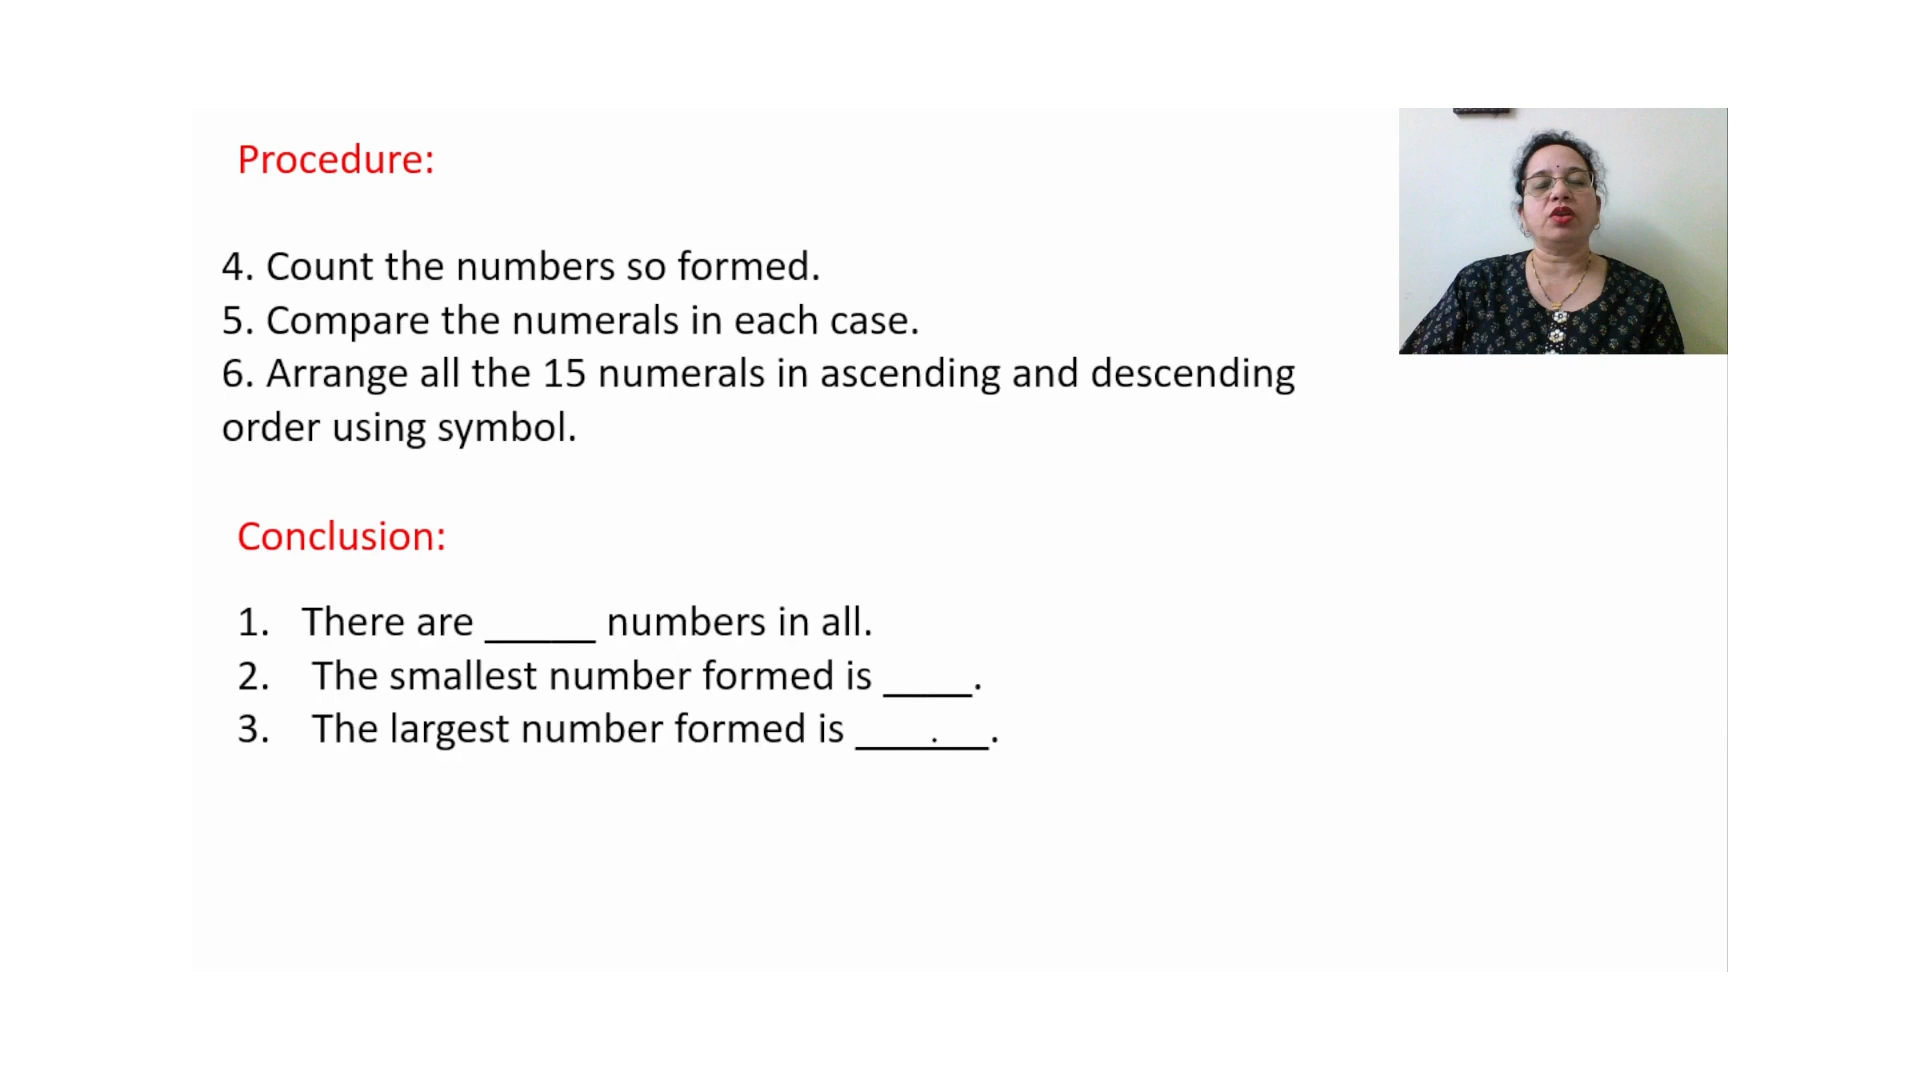 Procedure:
4. Count the numbers so formed.
5. Compare the numerals in each case.
6. Arrange all the 15 numerals in ascending and descending
order using symbol.
Conclusion:
1. There are _____ numbers in all.
2. The smallest number formed is ____.
3. The largest number formed is ______.